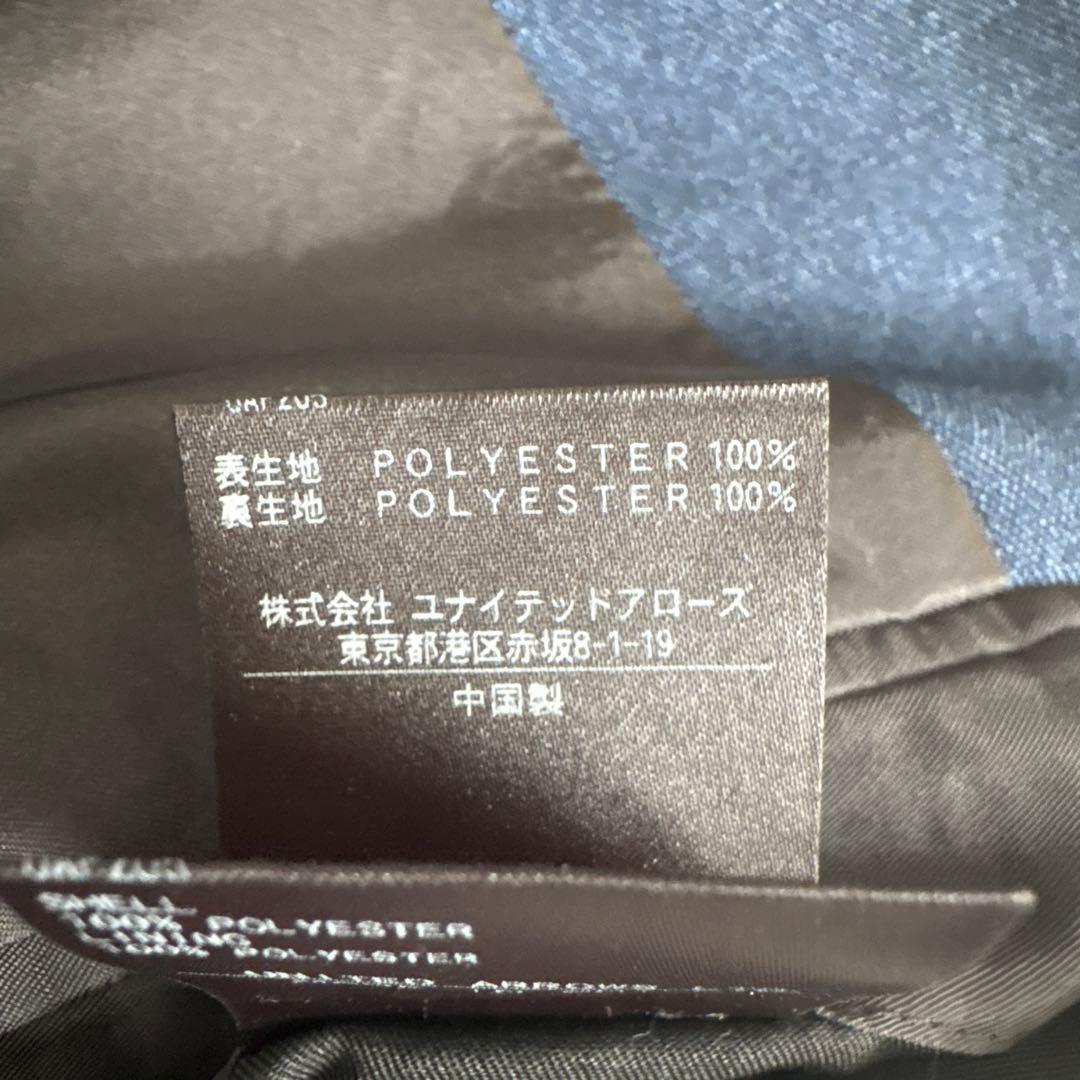 表生地 POLYESTER 100%
裏生地 POLYESTER 100%
株式会社 ユナイテッドアローズ
東京都港区赤坂8-1-19
中国製
SHELL
100% POLYESTER
LINING
100% POLYESTER